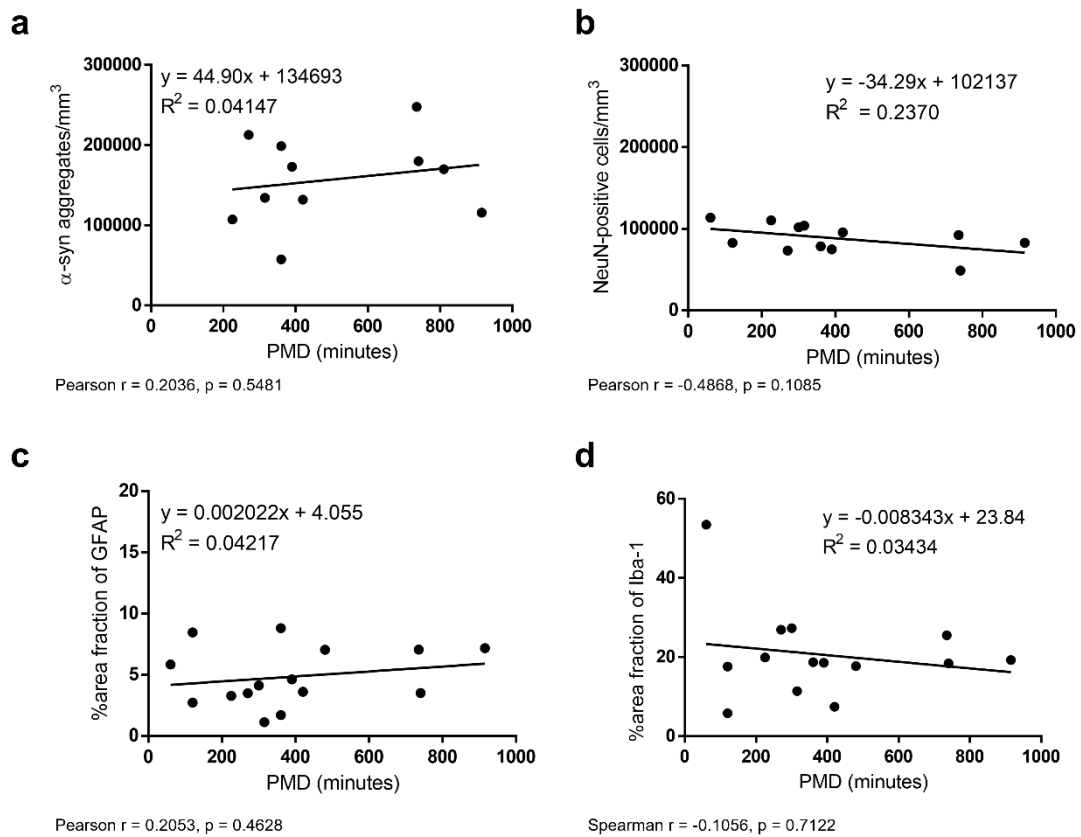 a
y = 44.90x + 134693
R² = 0.04147
300000
200000
100000
0
α-syn aggregates/mm³
0 200 400 600 800 1000
PMD (minutes)
Pearson r = 0.2036, p = 0.5481
b
y = -34.29x + 102137
R² = 0.2370
300000
200000
100000
0
NeuN-positive cells/mm³
0 200 400 600 800 1000
PMD (minutes)
Pearson r = -0.4868, p = 0.1085
c
y = 0.002022x + 4.055
R² = 0.04217
20
15
10
5
0
%area fraction of GFAP
0 200 400 600 800 1000
PMD (minutes)
Pearson r = 0.2053, p = 0.4628
d
y = -0.008343x + 23.84
R² = 0.03434
60
40
20
0
%area fraction of Iba-1
0 200 400 600 800 1000
PMD (minutes)
Spearman r = -0.1056, p = 0.7122